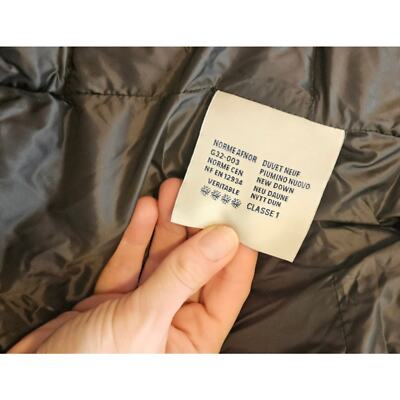 NORME AFNOR
G32-003
NORME CEN
NF EN 12934
VERITABLE
DUVET NEUF
PIUMINO NUOVO
NEW DOWN
NEU DAUNE
NYTT DUN
CLASSE 1